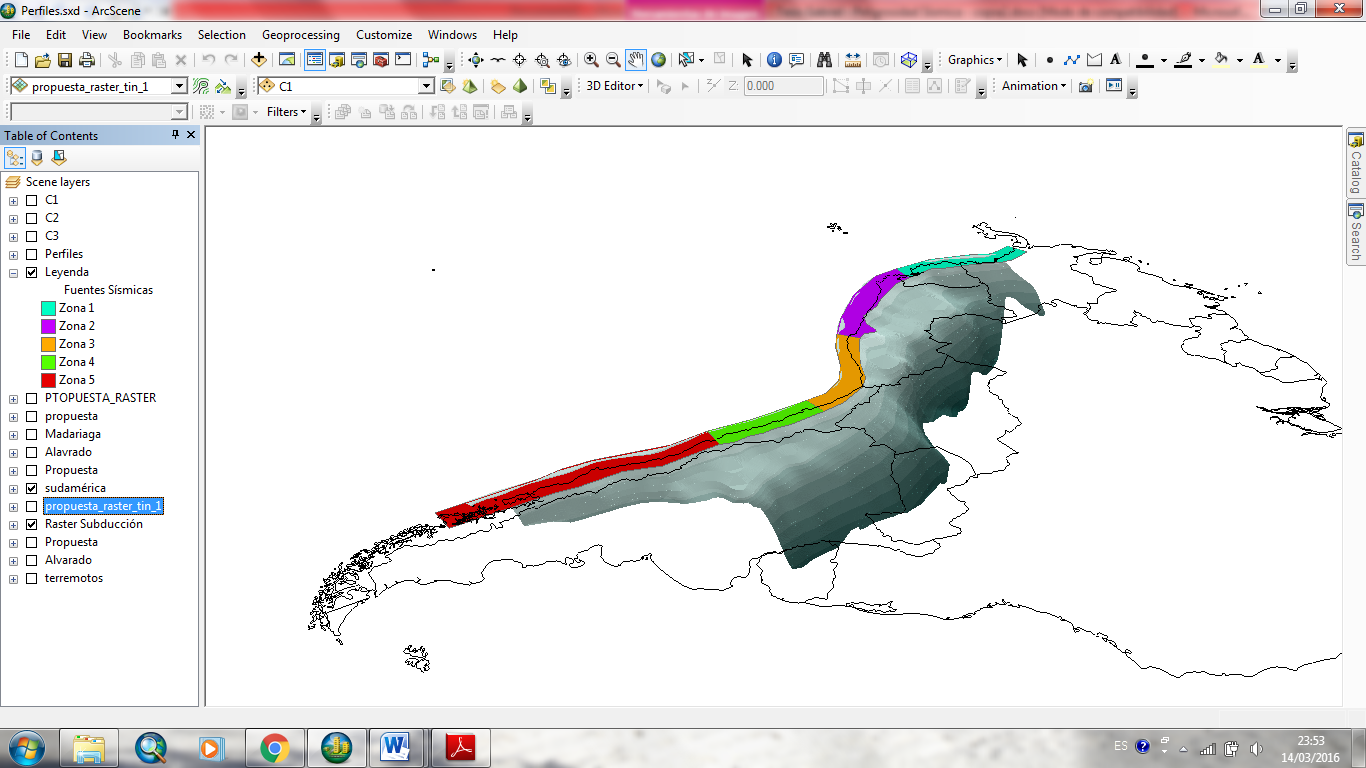 Perfiles.sxd - ArcScene
File Edit View Bookmarks Selection Geoprocessing Customize Windows Help
Graphics
propuesta_raster_tin_1 C1 3D Editor Z: 0.000 Animation
Filters
Table of Contents
Scene layers
C1
C2
C3
Perfiles
Leyenda
Fuentes Sísmicas
Zona 1
Zona 2
Zona 3
Zona 4
Zona 5
PTOPUESTA_RASTER
propuesta
Madariaga
Alavrado
Propuesta
sudamérica
propuesta_raster_tin_1
Raster Subducción
Propuesta
Alvarado
terremotos
Catalog
Search
ES
23:53
14/03/2016